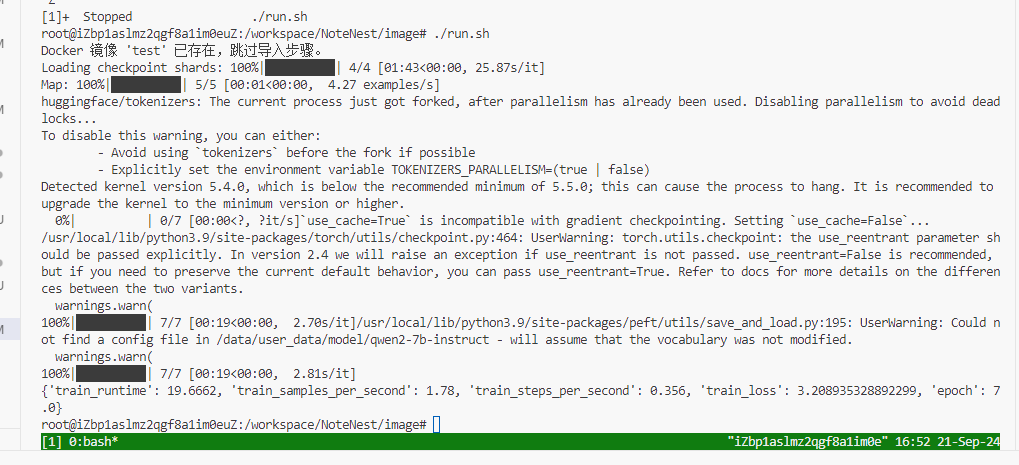 [1]+  Stopped                 ./run.sh
root@iZbp1aslmz2qgf8a1im0euZ:/workspace/NoteNest/image# ./run.sh
Docker 镜像 'test' 已存在，跳过导入步骤。
Loading checkpoint shards: 100%|██████████| 4/4 [01:43<00:00, 25.87s/it]
Map: 100%|██████████| 5/5 [00:01<00:00,  4.27 examples/s]
huggingface/tokenizers: The current process just got forked, after parallelism has already been used. Disabling parallelism to avoid dead
locks...
To disable this warning, you can either:
        - Avoid using `tokenizers` before the fork if possible
        - Explicitly set the environment variable TOKENIZERS_PARALLELISM=(true | false)
Detected kernel version 5.4.0, which is below the recommended minimum of 5.5.0; this can cause the process to hang. It is recommended to
upgrade the kernel to the minimum version or higher.
  0%|          | 0/7 [00:00<?, ?it/s]`use_cache=True` is incompatible with gradient checkpointing. Setting `use_cache=False`...
/usr/local/lib/python3.9/site-packages/torch/utils/checkpoint.py:464: UserWarning: torch.utils.checkpoint: the use_reentrant parameter sh
ould be passed explicitly. In version 2.4 we will raise an exception if use_reentrant is not passed. use_reentrant=False is recommended,
but if you need to preserve the current default behavior, you can pass use_reentrant=True. Refer to docs for more details on the differen
ces between the two variants.
  warnings.warn(
100%|██████████| 7/7 [00:19<00:00,  2.70s/it]/usr/local/lib/python3.9/site-packages/peft/utils/save_and_load.py:195: UserWarning: Could n
ot find a config file in /data/user_data/model/qwen2-7b-instruct - will assume that the vocabulary was not modified.
  warnings.warn(
100%|██████████| 7/7 [00:19<00:00,  2.81s/it]
{'train_runtime': 19.6662, 'train_samples_per_second': 1.78, 'train_steps_per_second': 0.356, 'train_loss': 3.208935328892299, 'epoch': 7
.0}
root@iZbp1aslmz2qgf8a1im0euZ:/workspace/NoteNest/image#
[1] 0:bash* "iZbp1aslmz2qgf8a1im0e" 16:52 21-Sep-24